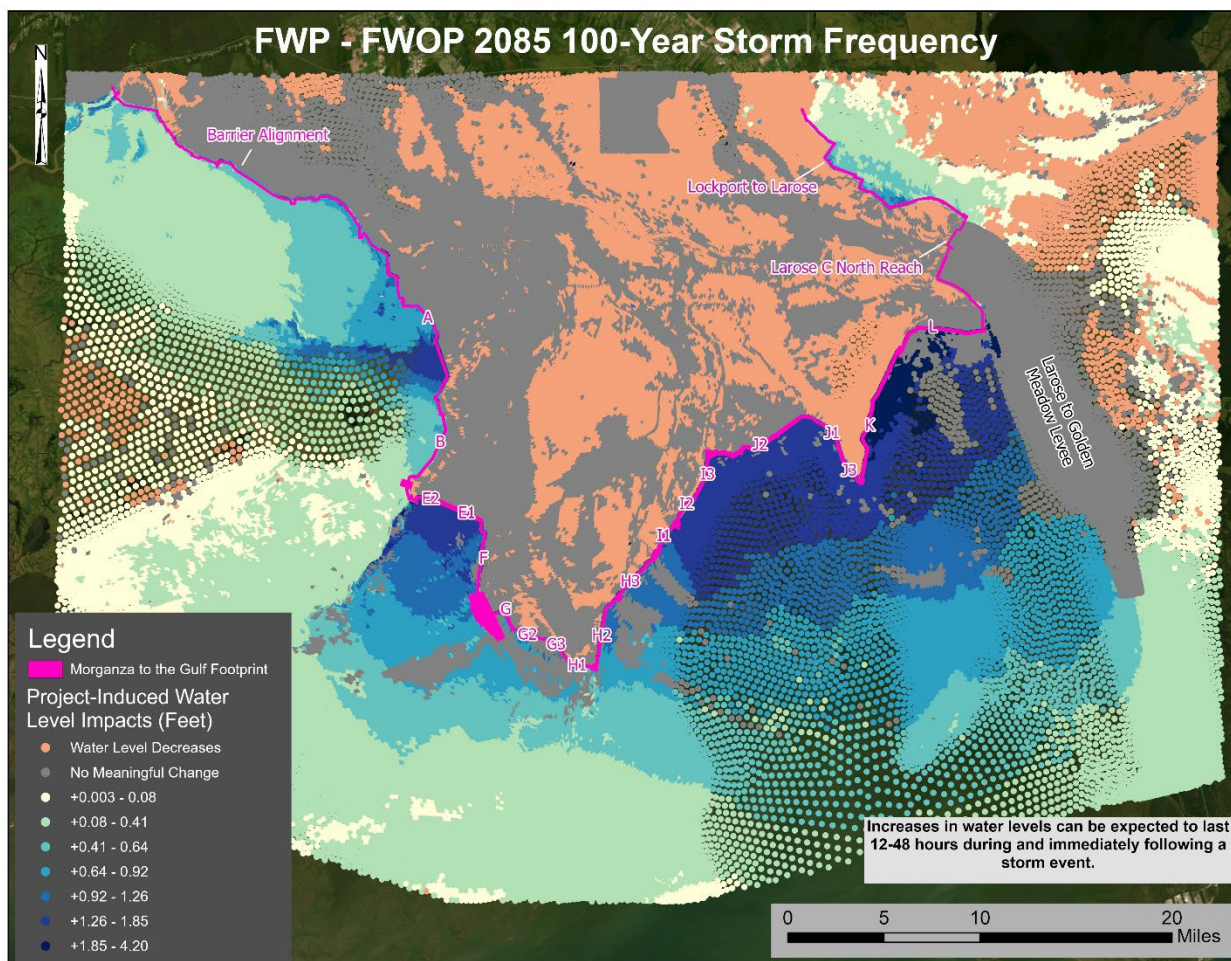 FWP - FWOP 2085 100-Year Storm Frequency
N
Barrier Alignment
Lockport to Larose
Larose C North Reach
A
L
Larose to Golden
Meadow Levee
B
K
J1
J2
J3
I3
E2
E1
I2
I1
F
H3
G
G2
G3
H2
H1
Legend
Morganza to the Gulf Footprint
Project-Induced Water
Level Impacts (Feet)
Water Level Decreases
No Meaningful Change
+0.003 - 0.08
+0.08 - 0.41
+0.41 - 0.64
+0.64 - 0.92
+0.92 - 1.26
+1.26 - 1.85
+1.85 - 4.20
Increases in water levels can be expected to last
12-48 hours during and immediately following a
storm event.
0 5 10 20
Miles